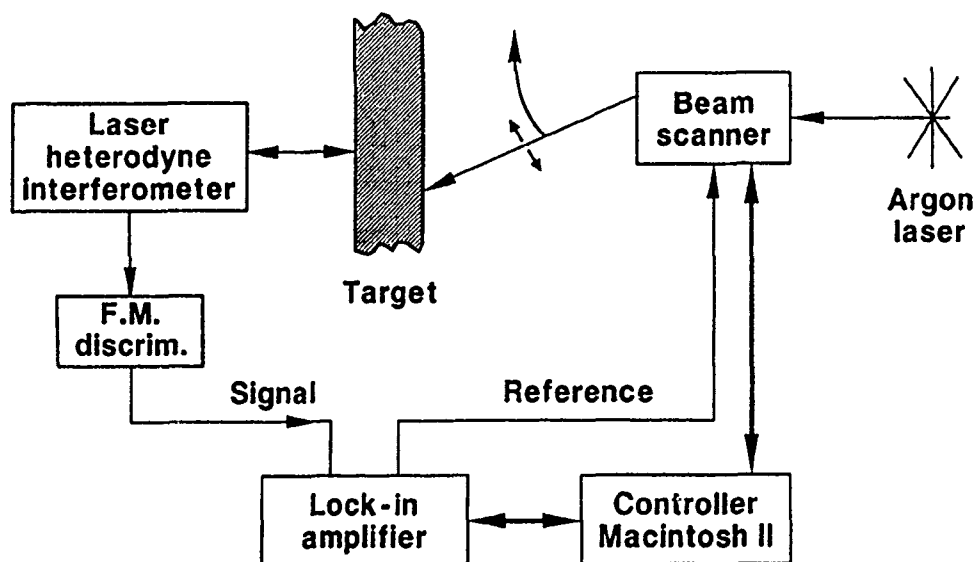 Laser
heterodyne
interferometer
Beam
scanner
Argon
laser
Target
F.M.
discrim.
Signal
Reference
Lock-in
amplifier
Controller
Macintosh II